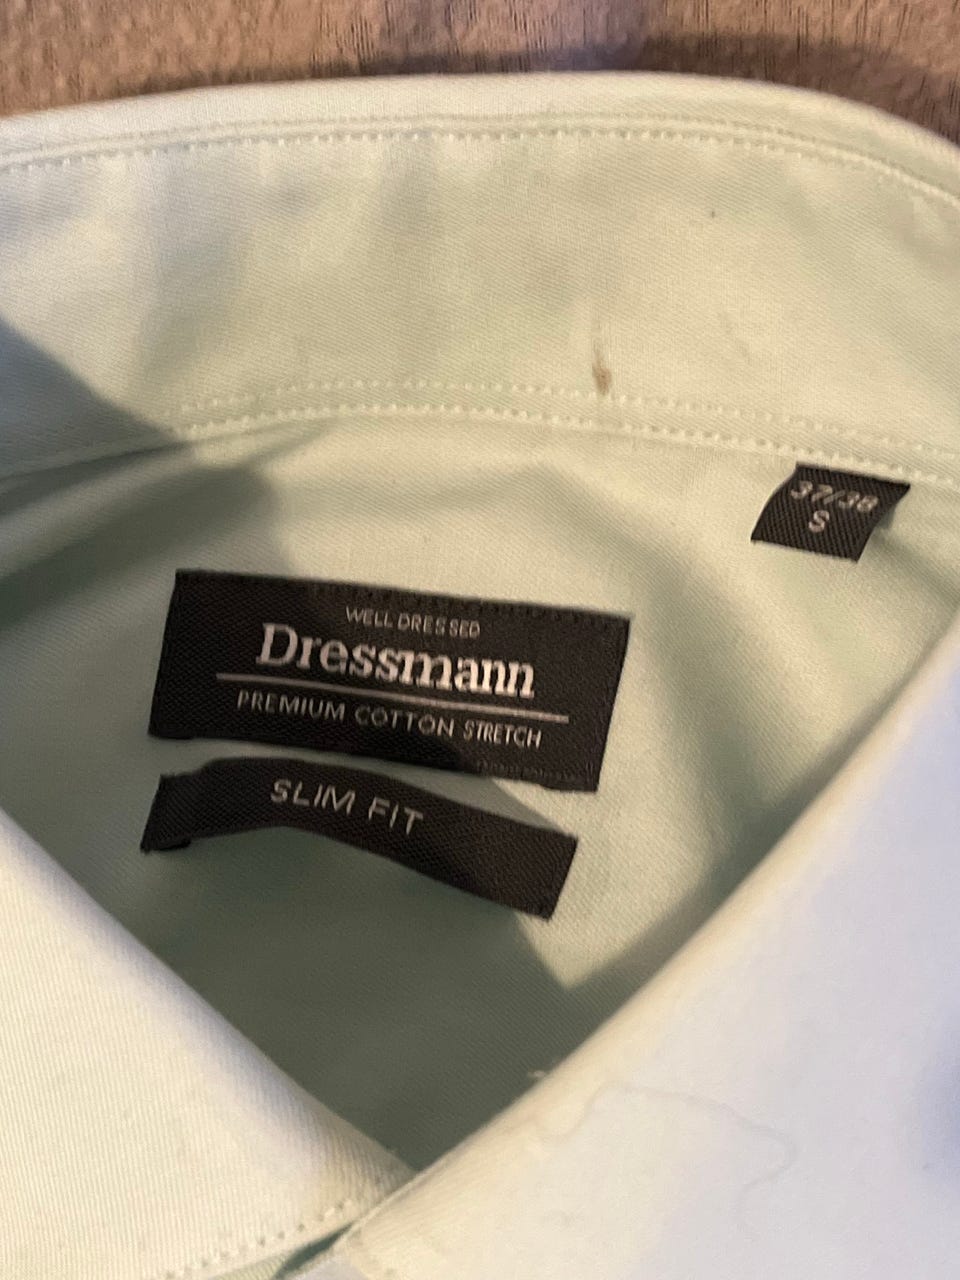 37/38
S
WELL DRESSED
Dressmann
PREMIUM COTTON STRETCH
SLIM FIT